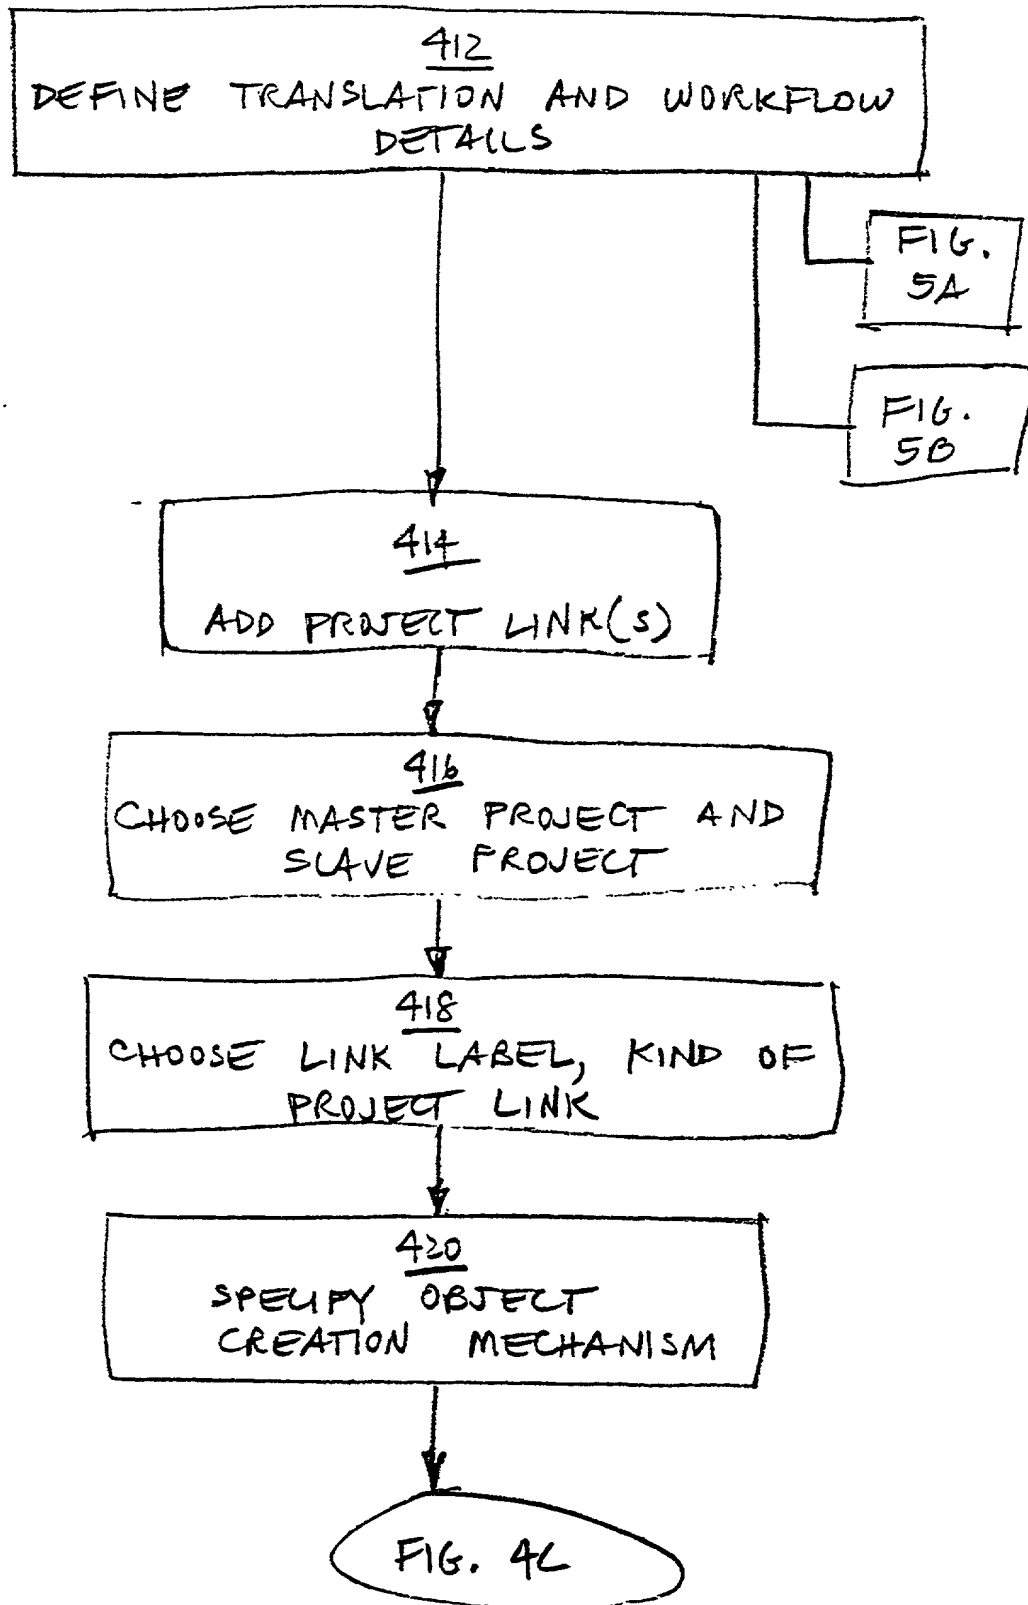 412
DEFINE TRANSLATION AND WORKFLOW
DETAILS
FIG.
5A
FIG.
5B
414
ADD PROJECT LINK(S)
416
CHOOSE MASTER PROJECT AND
SLAVE PROJECT
418
CHOOSE LINK LABEL, KIND OF
PROJECT LINK
420
SPECIFY OBJECT
CREATION MECHANISM
FIG. 4C